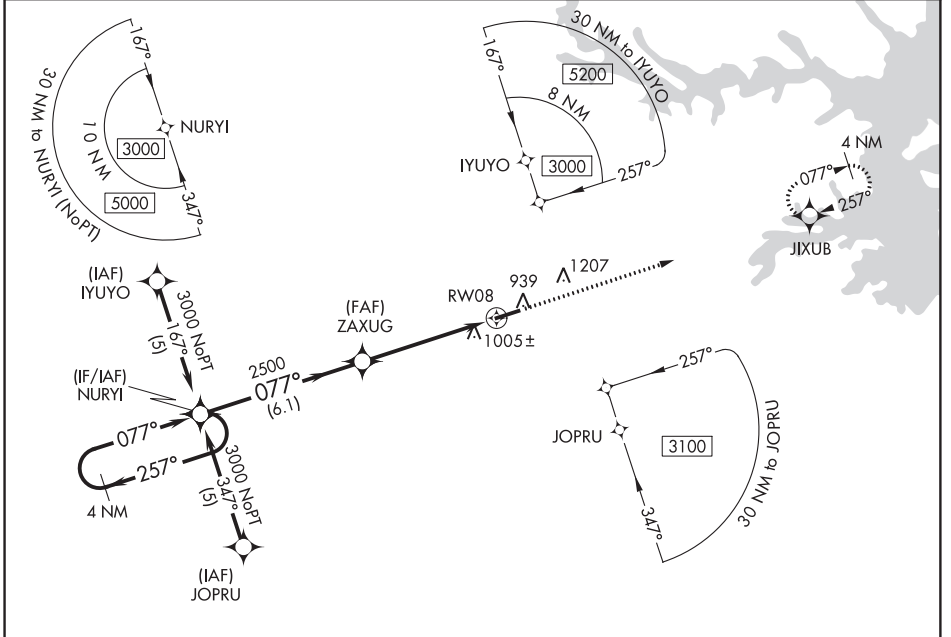 167°
NURYI
10 NM
3000
5000
30 NM to NURYI (NoPT)
347°
30 NM to IYUYO
5200
167°
8 NM
IYUYO
3000
257°
4 NM
077°
257°
JIXUB
(IAF)
IYUYO
3000 NoPT
167°
(5)
(FAF)
ZAXUG
RW08
939
1207
1005±
(IF/IAF)
NURYI
2500
077°
(6.1)
077°
257°
4 NM
3000 NoPT
347°
(5)
(IAF)
JOPRU
257°
JOPRU
3100
347°
30 NM to JOPRU